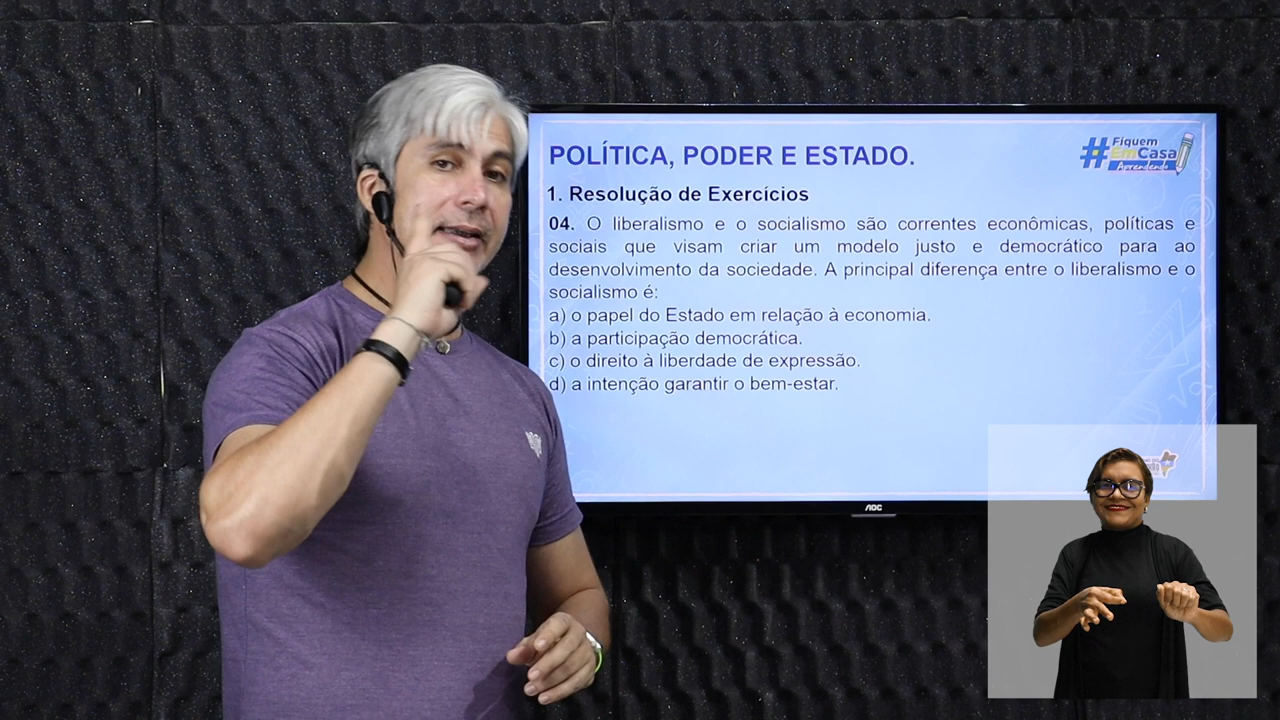 POLÍTICA, PODER E ESTADO.
#Fiquem
EmCasa
Aprendendo
1. Resolução de Exercícios
04. O liberalismo e o socialismo são correntes econômicas, políticas e
sociais que visam criar um modelo justo e democrático para ao
desenvolvimento da sociedade. A principal diferença entre o liberalismo e o
socialismo é:
a) o papel do Estado em relação à economia.
b) a participação democrática.
c) o direito à liberdade de expressão.
d) a intenção garantir o bem-estar.
AOC